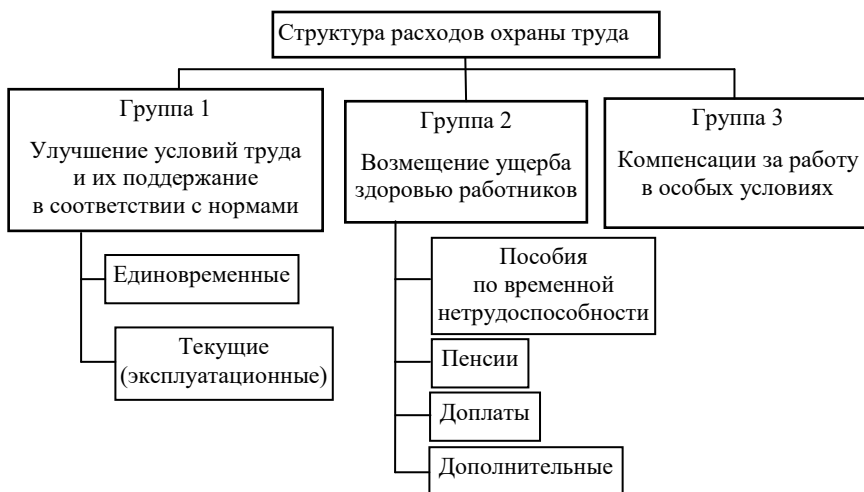 Структура расходов охраны труда
Группа 1
Улучшение условий труда
и их поддержание
в соответствии с нормами
Единовременные
Текущие
(эксплуатационные)
Группа 2
Возмещение ущерба
здоровью работников
Пособия
по временной
нетрудоспособности
Пенсии
Доплаты
Дополнительные
Группа 3
Компенсации за работу
в особых условиях